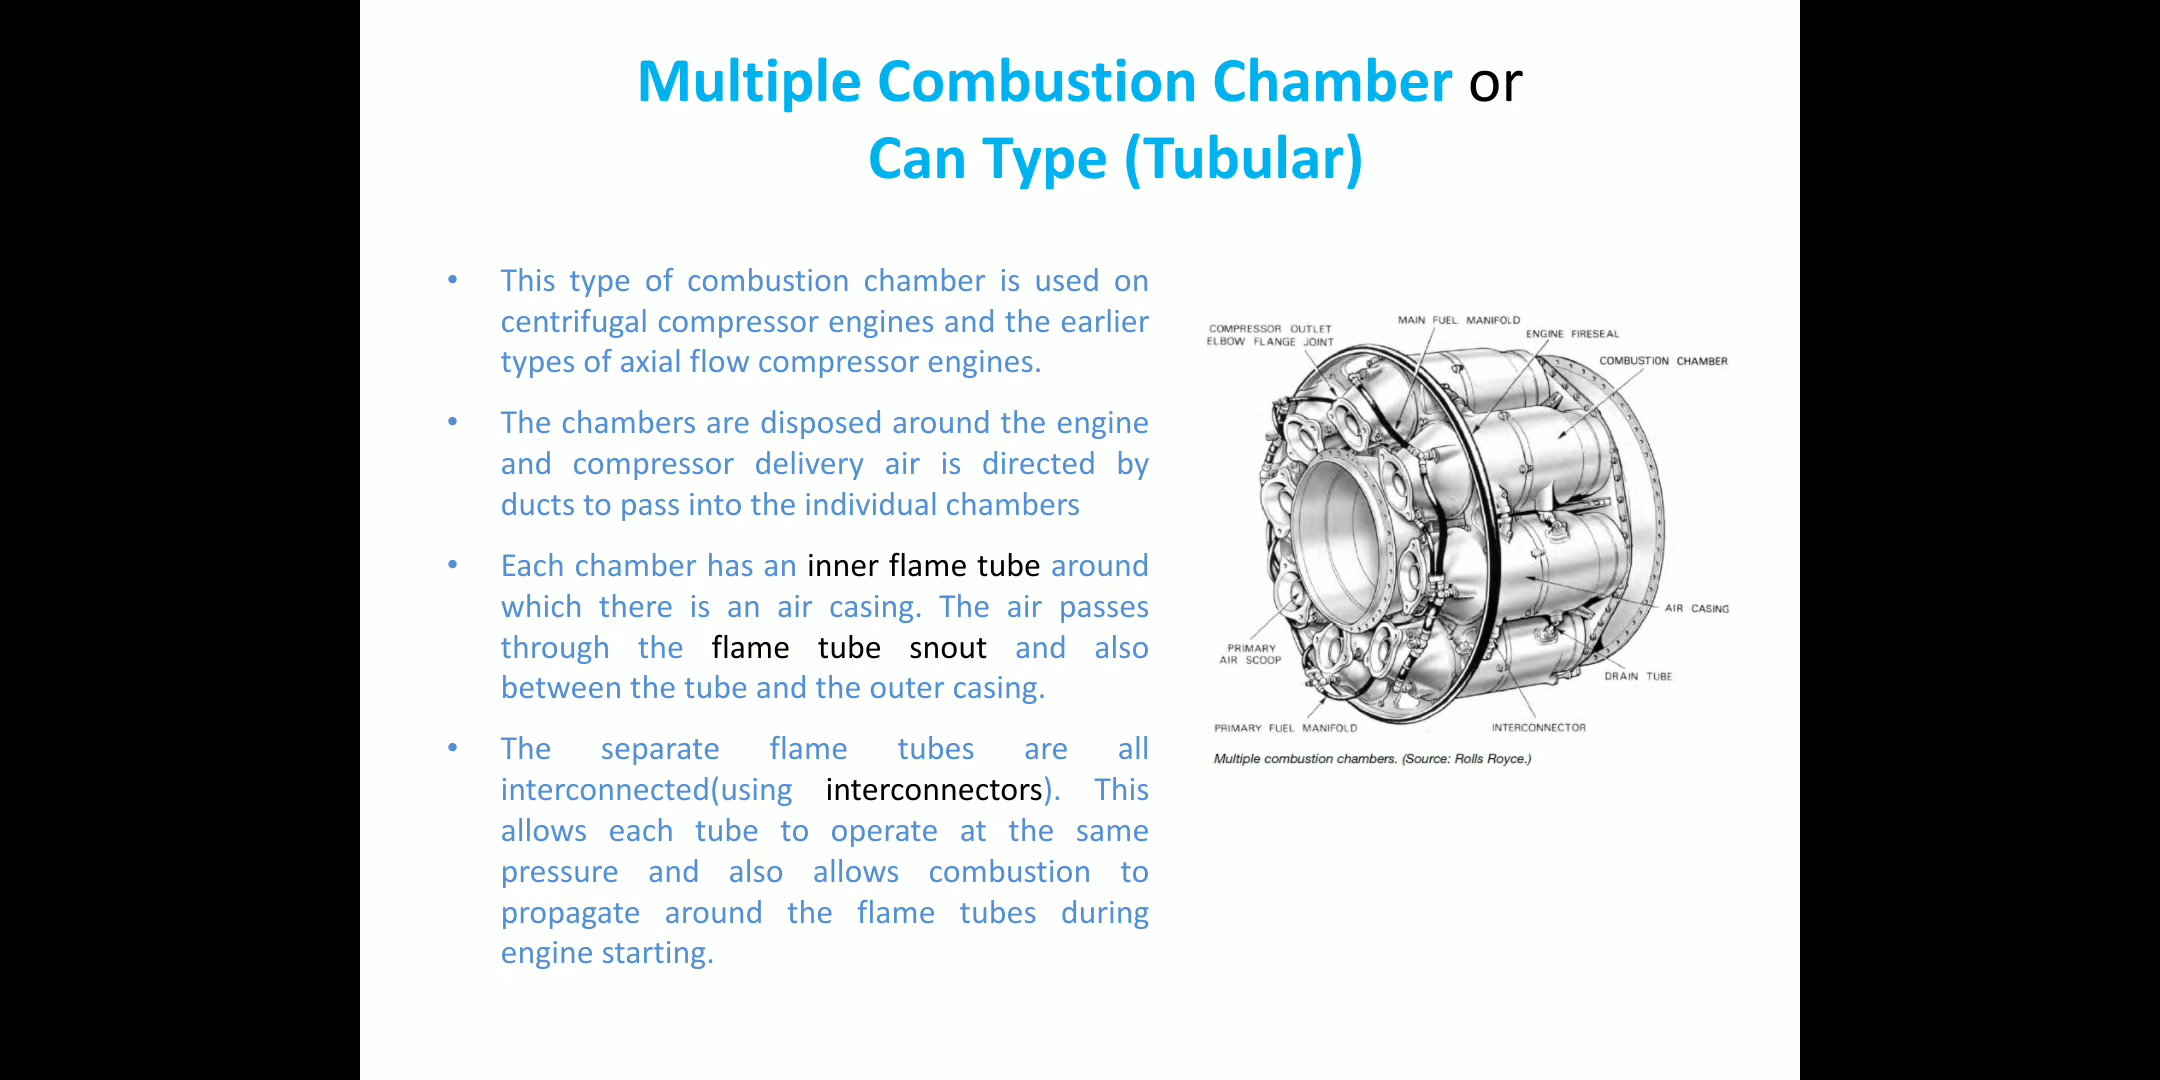 Multiple Combustion Chamber or
Can Type (Tubular)
• This type of combustion chamber is used on
centrifugal compressor engines and the earlier
types of axial flow compressor engines.
• The chambers are disposed around the engine
and compressor delivery air is directed by
ducts to pass into the individual chambers
• Each chamber has an inner flame tube around
which there is an air casing. The air passes
through the flame tube snout and also
between the tube and the outer casing.
• The separate flame tubes are all
interconnected(using interconnectors). This
allows each tube to operate at the same
pressure and also allows combustion to
propagate around the flame tubes during
engine starting.
COMPRESSOR OUTLET
ELBOW FLANGE JOINT
MAIN FUEL MANIFOLD
ENGINE FIRESEAL
COMBUSTION CHAMBER
AIR CASING
PRIMARY
AIR SCOOP
DRAIN TUBE
PRIMARY FUEL MANIFOLD
INTERCONNECTOR
Multiple combustion chambers. (Source: Rolls Royce.)